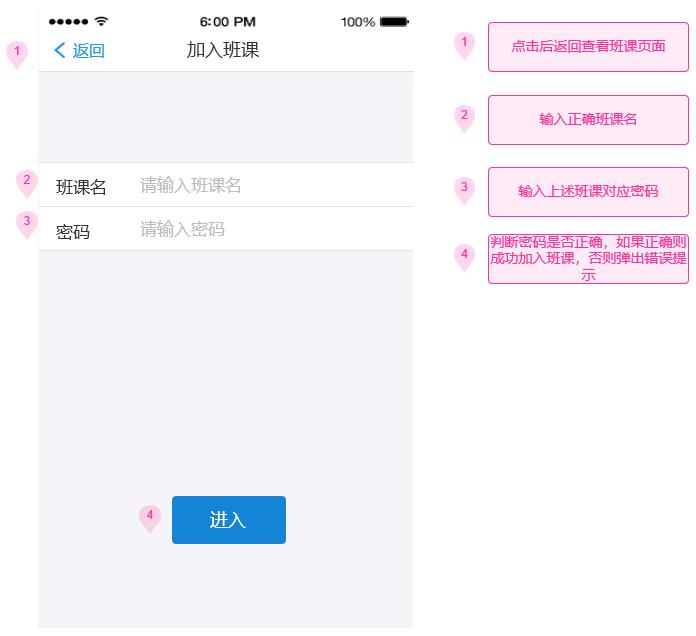 6:00 PM
100%
1
返回
加入班课
2
班课名
请输入班课名
3
密码
请输入密码
4
进入
1
点击后返回查看班课页面
2
输入正确班课名
3
输入上述班课对应密码
4
判断密码是否正确，如果正确则
成功加入班课，否则弹出错误提
示